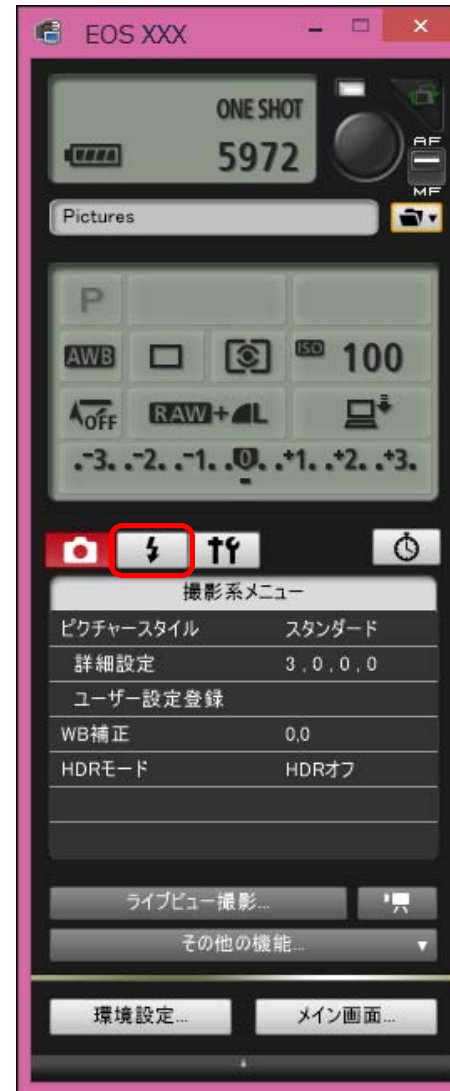 EOS XXX
ONE SHOT
5972
AF
MF
Pictures
P
AWB
ISO 100
OFF RAW+L
.-3. .-2. .-1. .0. .+1. .+2. .+3.
撮影系メニュー
ピクチャースタイル スタンダード
詳細設定 3 , 0 , 0 , 0
ユーザー設定登録
WB補正 0,0
HDRモード HDRオフ
ライブビュー撮影...
その他の機能...
環境設定... メイン画面...